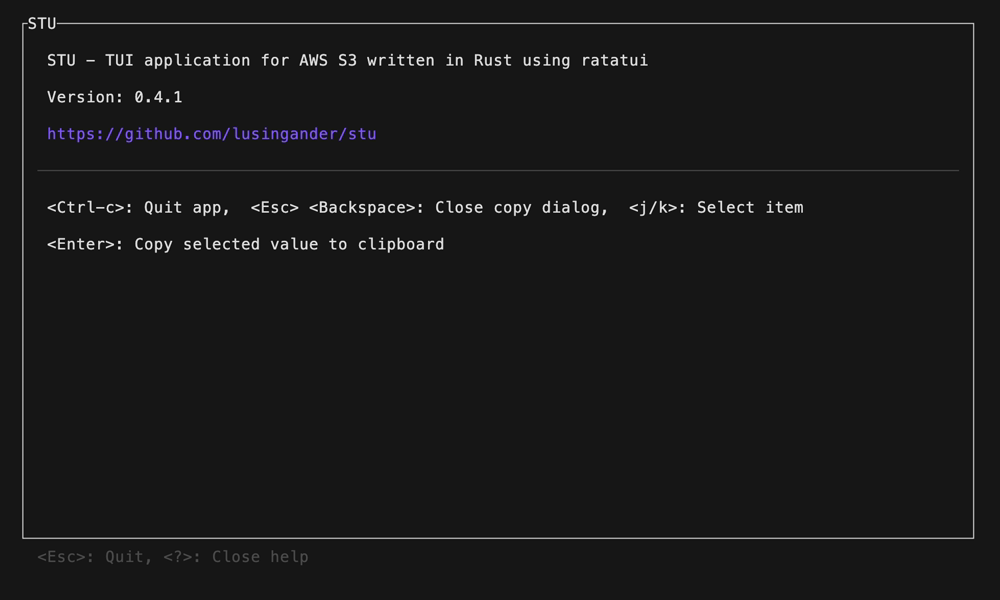 STU
STU – TUI application for AWS S3 written in Rust using ratatui
Version: 0.4.1
https://github.com/lusingander/stu
<Ctrl-c>: Quit app,  <Esc> <Backspace>: Close copy dialog,  <j/k>: Select item
<Enter>: Copy selected value to clipboard
<Esc>: Quit, <?>: Close help